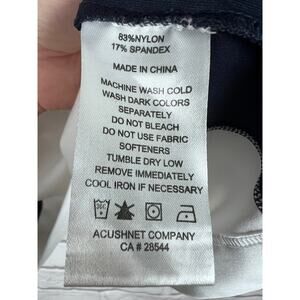 83%NYLON
17% SPANDEX
MADE IN CHINA
MACHINE WASH COLD
WASH DARK COLORS
SEPARATELY
DO NOT BLEACH
DO NOT USE FABRIC
SOFTENERS
TUMBLE DRY LOW
REMOVE IMMEDIATELY
COOL IRON IF NECESSARY
ACUSHNET COMPANY
CA # 28544